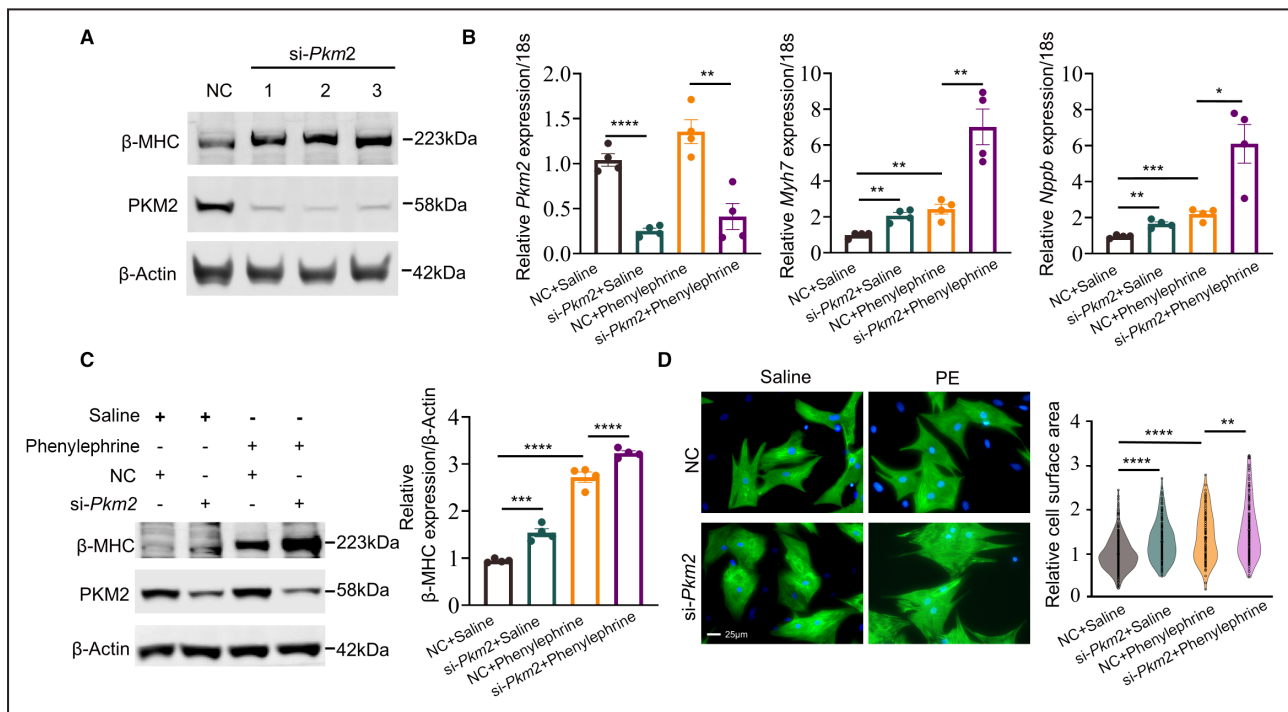 A
si-Pkm2
NC 1 2 3
β-MHC
223kDa
PKM2
58kDa
β-Actin
42kDa
B
Relative Pkm2 expression/18s
2.0
1.5
1.0
0.5
0.0
****
**
NC+Saline
si-Pkm2+Saline
NC+Phenylephrine
si-Pkm2+Phenylephrine
Relative Myh7 expression/18s
10
8
6
4
2
0
**
**
**
NC+Saline
si-Pkm2+Saline
NC+Phenylephrine
si-Pkm2+Phenylephrine
Relative Nppb expression/18s
10
8
6
4
2
0
**
***
*
NC+Saline
si-Pkm2+Saline
NC+Phenylephrine
si-Pkm2+Phenylephrine
C
Saline + + - -
Phenylephrine - - + +
NC + - + -
si-Pkm2 - + - +
β-MHC
223kDa
PKM2
58kDa
β-Actin
42kDa
Relative
β-MHC expression/β-Actin
4
3
2
1
0
***
****
****
NC+Saline
si-Pkm2+Saline
NC+Phenylephrine
si-Pkm2+Phenylephrine
D
Saline
PE
NC
si-Pkm2
25μm
Relative cell surface area
4
3
2
1
0
****
****
**
NC+Saline
si-Pkm2+Saline
NC+Phenylephrine
si-Pkm2+Phenylephrine